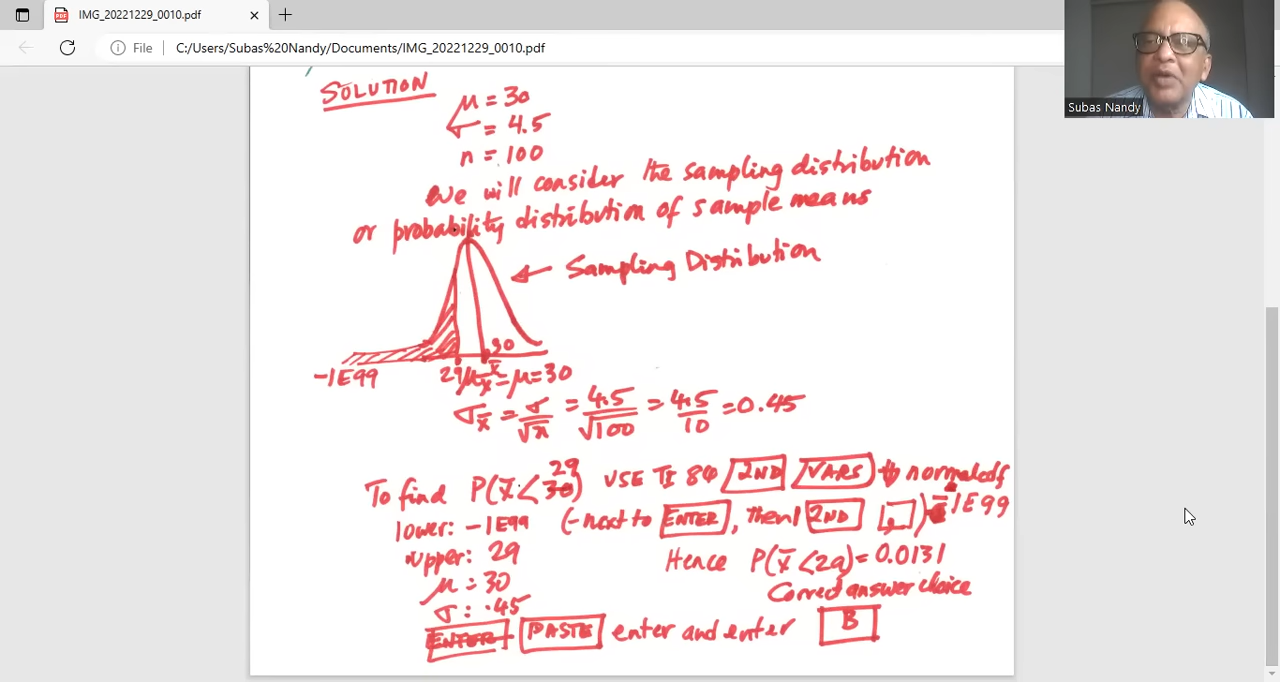 IMG_20221229_0010.pdf
File
C:/Users/Subas%20Nandy/Documents/IMG_20221229_0010.pdf
Subas Nandy
SOLUTION
μ = 30
σ = 4.5
n = 100
We will consider the sampling distribution
or probability distribution of sample means
Sampling Distribution
30
-1E99
29 μx̄ = μ = 30
σx̄ = σ/√n = 4.5/√100 = 4.5/10 = 0.45
29
To find P(x̄ < 30) USE TI 84 2ND VARS normalcdf
lower: -1E99 (- next to ENTER, then 2ND , ) -1E99
upper: 29
Hence P(x̄ < 29) = 0.0131
μ : 30
Correct answer choice
σ : .45
ENTER PASTE enter and enter B